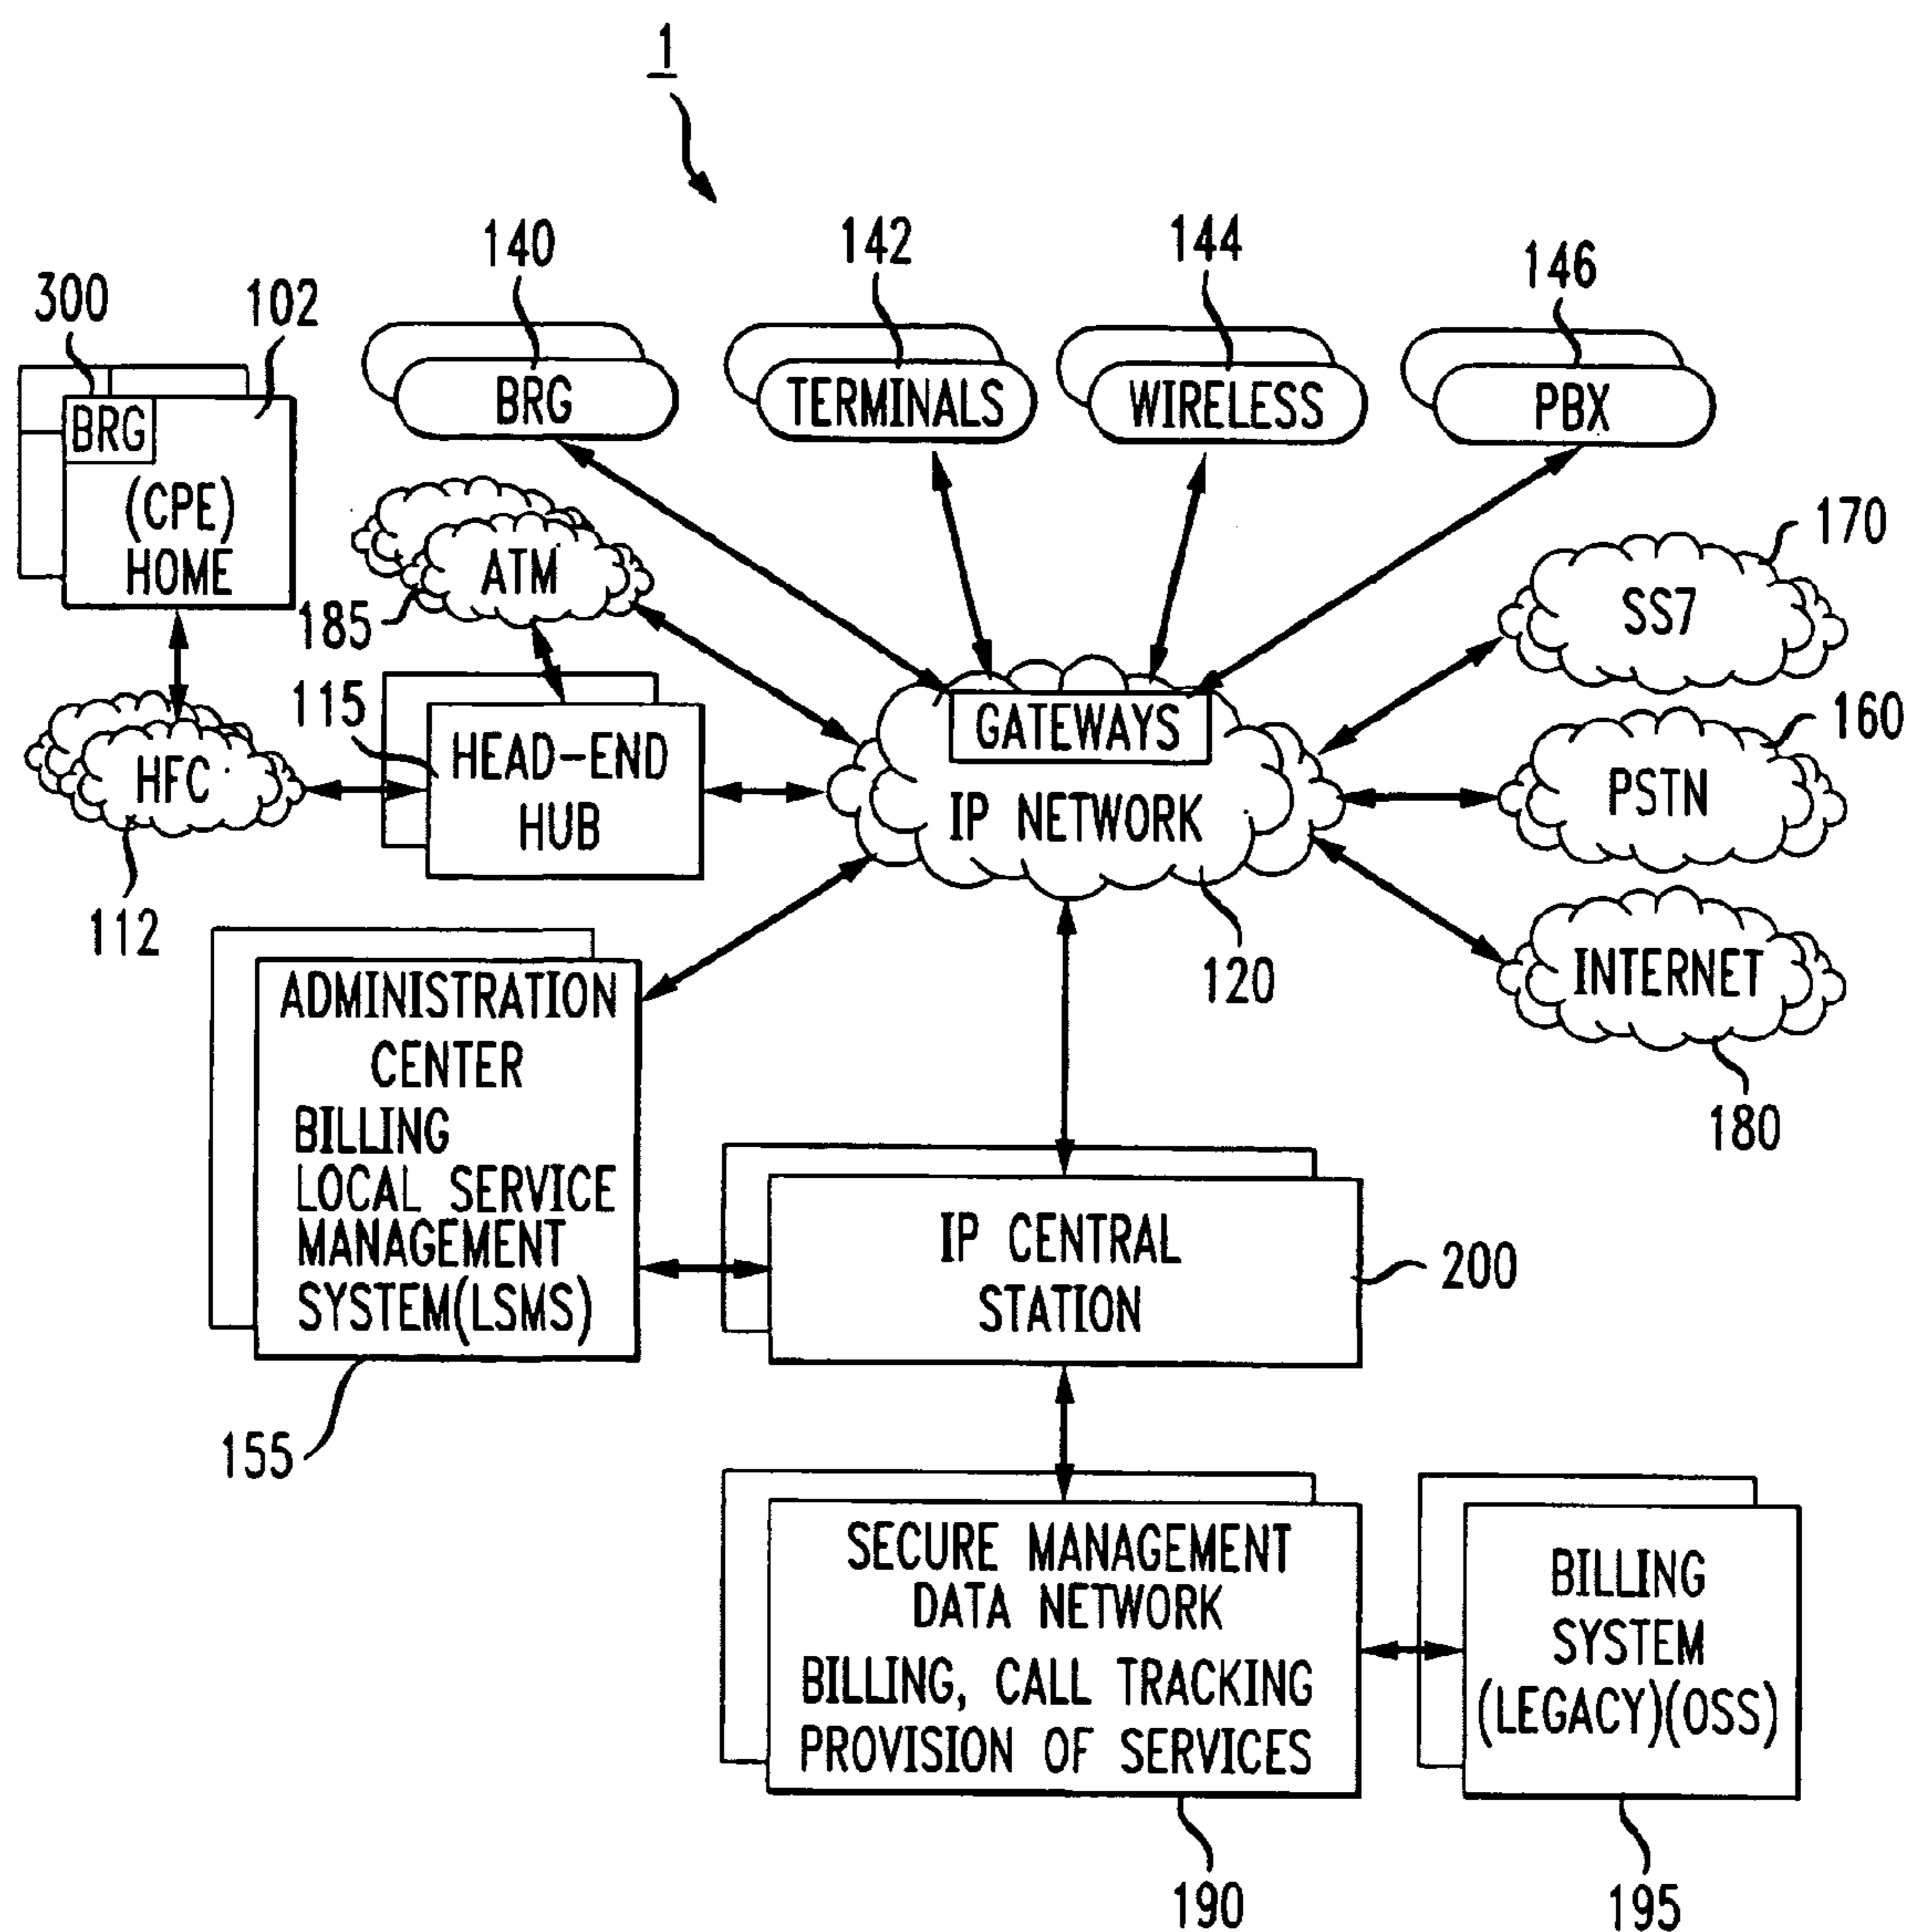 1
140
142
144
146
300
102
BRG
TERMINALS
WIRELESS
PBX
BRG
(CPE)
HOME
ATM
185
170
SS7
115
HEAD-END
HUB
HFC
112
GATEWAYS
IP NETWORK
120
160
PSTN
INTERNET
180
ADMINISTRATION
CENTER
BILLING
LOCAL SERVICE
MANAGEMENT
SYSTEM(LSMS)
155
IP CENTRAL
STATION
200
SECURE MANAGEMENT
DATA NETWORK
BILLING, CALL TRACKING
PROVISION OF SERVICES
190
BILLING
SYSTEM
(LEGACY)(OSS)
195